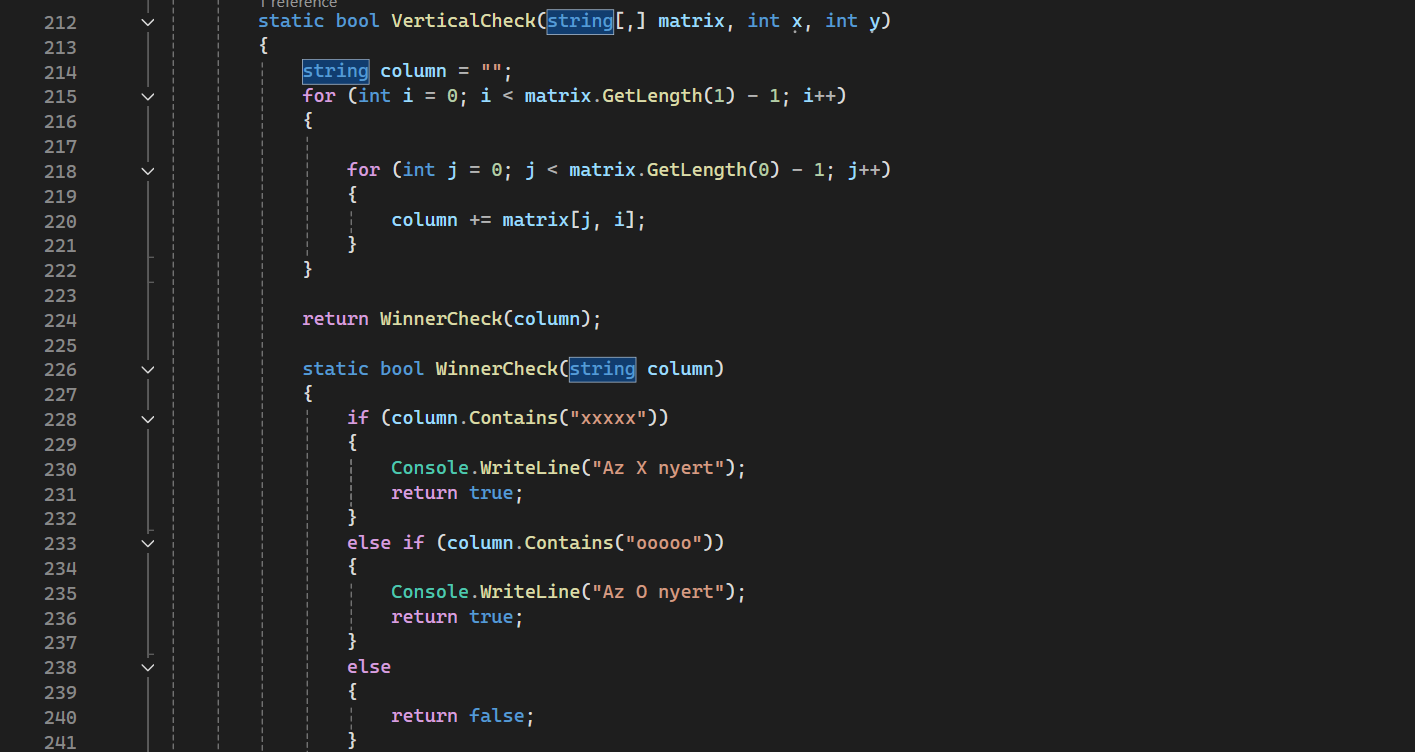 1 reference
212 static bool VerticalCheck(string[,] matrix, int x, int y)
213 {
214 string column = "";
215 for (int i = 0; i < matrix.GetLength(1) - 1; i++)
216 {
217
218 for (int j = 0; j < matrix.GetLength(0) - 1; j++)
219 {
220 column += matrix[j, i];
221 }
222 }
223
224 return WinnerCheck(column);
225
226 static bool WinnerCheck(string column)
227 {
228 if (column.Contains("xxxxx"))
229 {
230 Console.WriteLine("Az X nyert");
231 return true;
232 }
233 else if (column.Contains("ooooo"))
234 {
235 Console.WriteLine("Az O nyert");
236 return true;
237 }
238 else
239 {
240 return false;
241 }